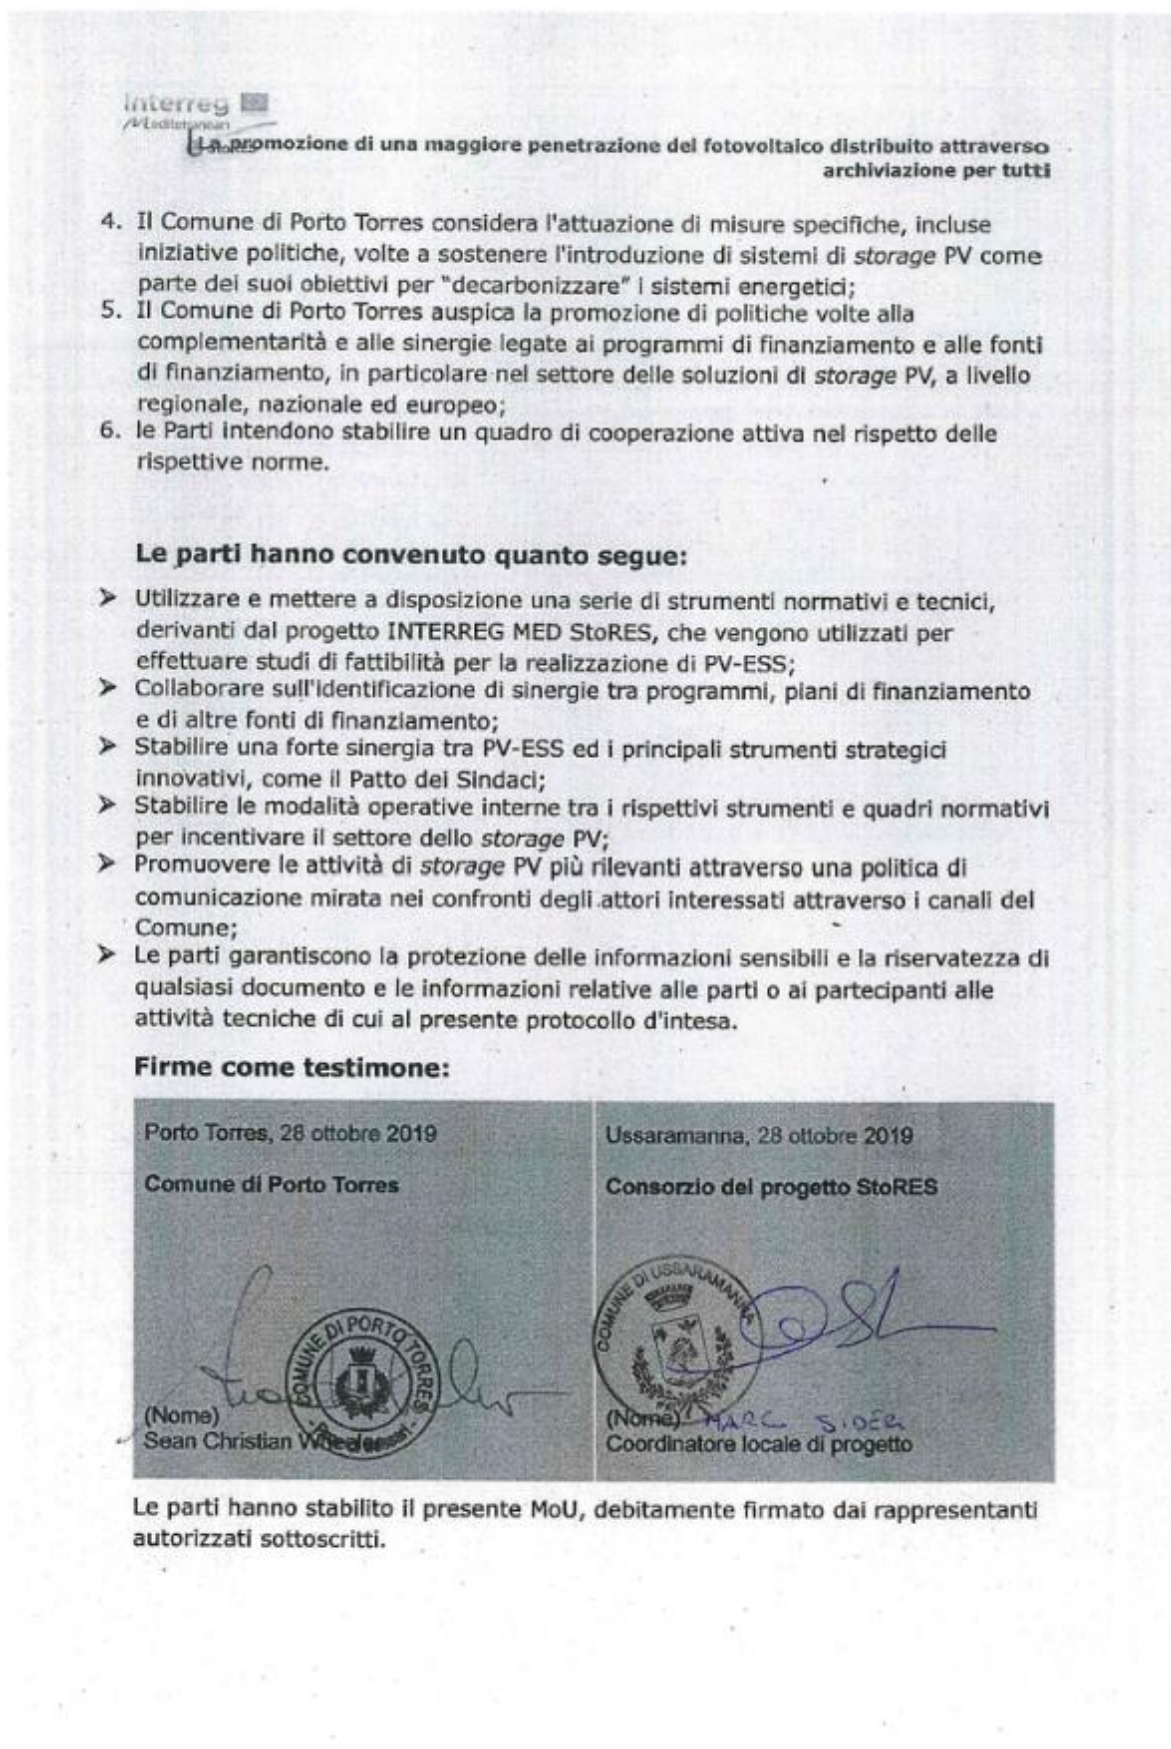 Interreg
Mediterranean
La promozione di una maggiore penetrazione del fotovoltaico distribuito attraverso
archiviazione per tutti
4. Il Comune di Porto Torres considera l'attuazione di misure specifiche, incluse
iniziative politiche, volte a sostenere l'introduzione di sistemi di storage PV come
parte dei suoi obiettivi per "decarbonizzare" i sistemi energetici;
5. Il Comune di Porto Torres auspica la promozione di politiche volte alla
complementarità e alle sinergie legate ai programmi di finanziamento e alle fonti
di finanziamento, in particolare nel settore delle soluzioni di storage PV, a livello
regionale, nazionale ed europeo;
6. le Parti intendono stabilire un quadro di cooperazione attiva nel rispetto delle
rispettive norme.
Le parti hanno convenuto quanto segue:
➢ Utilizzare e mettere a disposizione una serie di strumenti normativi e tecnici,
derivanti dal progetto INTERREG MED StoRES, che vengono utilizzati per
effettuare studi di fattibilità per la realizzazione di PV-ESS;
➢ Collaborare sull'identificazione di sinergie tra programmi, piani di finanziamento
e di altre fonti di finanziamento;
➢ Stabilire una forte sinergia tra PV-ESS ed i principali strumenti strategici
innovativi, come il Patto dei Sindaci;
➢ Stabilire le modalità operative interne tra i rispettivi strumenti e quadri normativi
per incentivare il settore dello storage PV;
➢ Promuovere le attività di storage PV più rilevanti attraverso una politica di
comunicazione mirata nei confronti degli attori interessati attraverso i canali del
Comune;
➢ Le parti garantiscono la protezione delle informazioni sensibili e la riservatezza di
qualsiasi documento e le informazioni relative alle parti o ai partecipanti alle
attività tecniche di cui al presente protocollo d'intesa.
Firme come testimone:
Porto Torres, 28 ottobre 2019
Comune di Porto Torres
COMUNE DI PORTO TORRES
(Nome)
Sean Christian Wheeler
Ussaramanna, 28 ottobre 2019
Consorzio del progetto StoRES
COMUNE DI USSARAMANNA
(Nome) MARC SIDERI
Coordinatore locale di progetto
Le parti hanno stabilito il presente MoU, debitamente firmato dai rappresentanti
autorizzati sottoscritti.